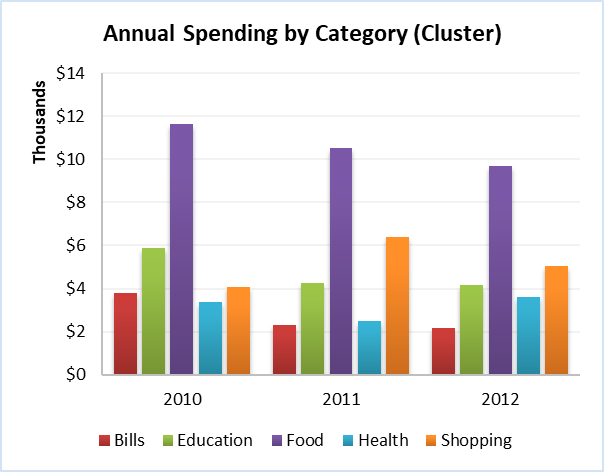 Annual Spending by Category (Cluster)
Thousands
$14
$12
$10
$8
$6
$4
$2
$0
2010 2011 2012
Bills Education Food Health Shopping